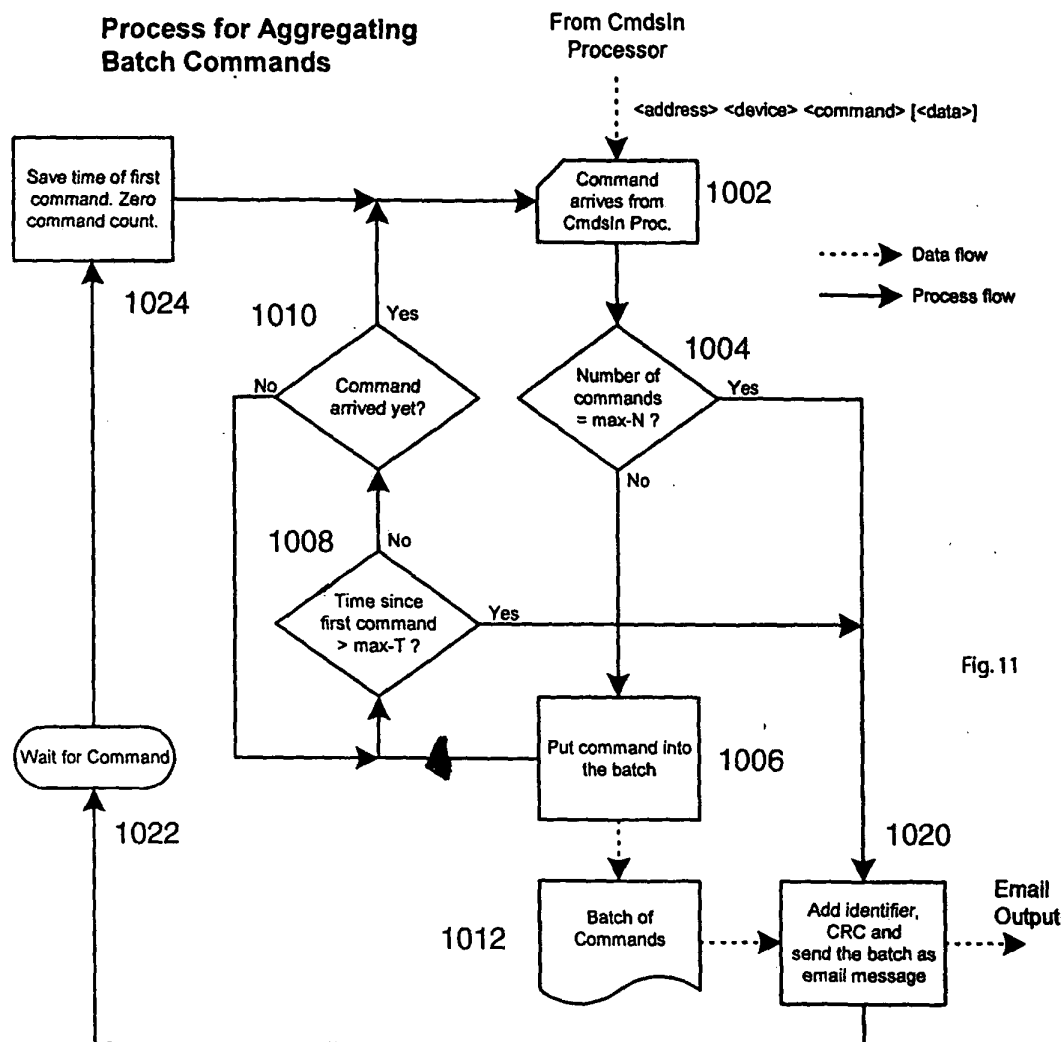 Process for Aggregating
Batch Commands
From CmdsIn
Processor
<address> <device> <command> [<data>]
Save time of first
command. Zero
command count.
1024
Command
arrives from
CmdsIn Proc.
1002
Data flow
Process flow
1010
Yes
No
Command
arrived yet?
1004
Number of
commands
= max-N ?
Yes
No
1008
No
Time since
first command
> max-T ?
Yes
Fig. 11
Wait for Command
1022
Put command into
the batch
1006
1020
Batch of
Commands
1012
Add identifier,
CRC and
send the batch as
email message
Email
Output